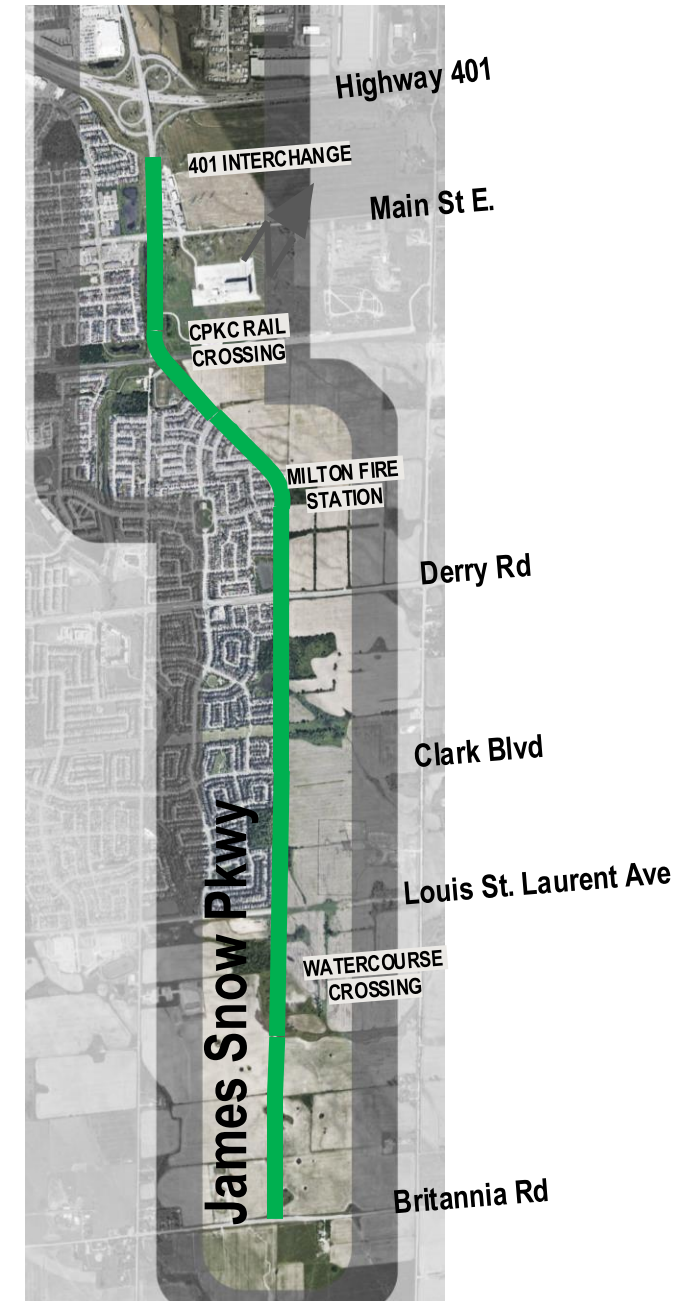 Highway 401
401 INTERCHANGE
Main St E.
CPKC RAIL
CROSSING
MILTON FIRE
STATION
Derry Rd
Clark Blvd
James Snow Pkwy
Louis St. Laurent Ave
WATERCOURSE
CROSSING
Britannia Rd